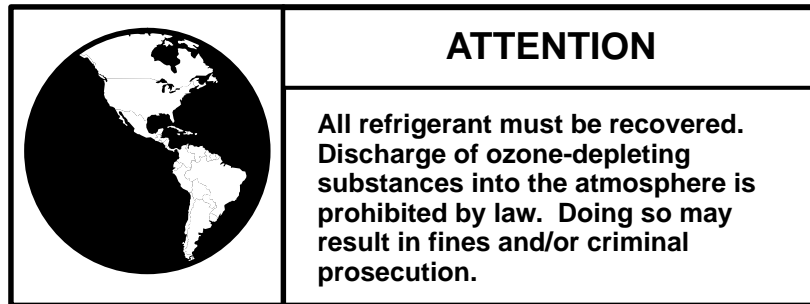 ATTENTION
All refrigerant must be recovered.
Discharge of ozone-depleting
substances into the atmosphere is
prohibited by law.  Doing so may
result in fines and/or criminal
prosecution.